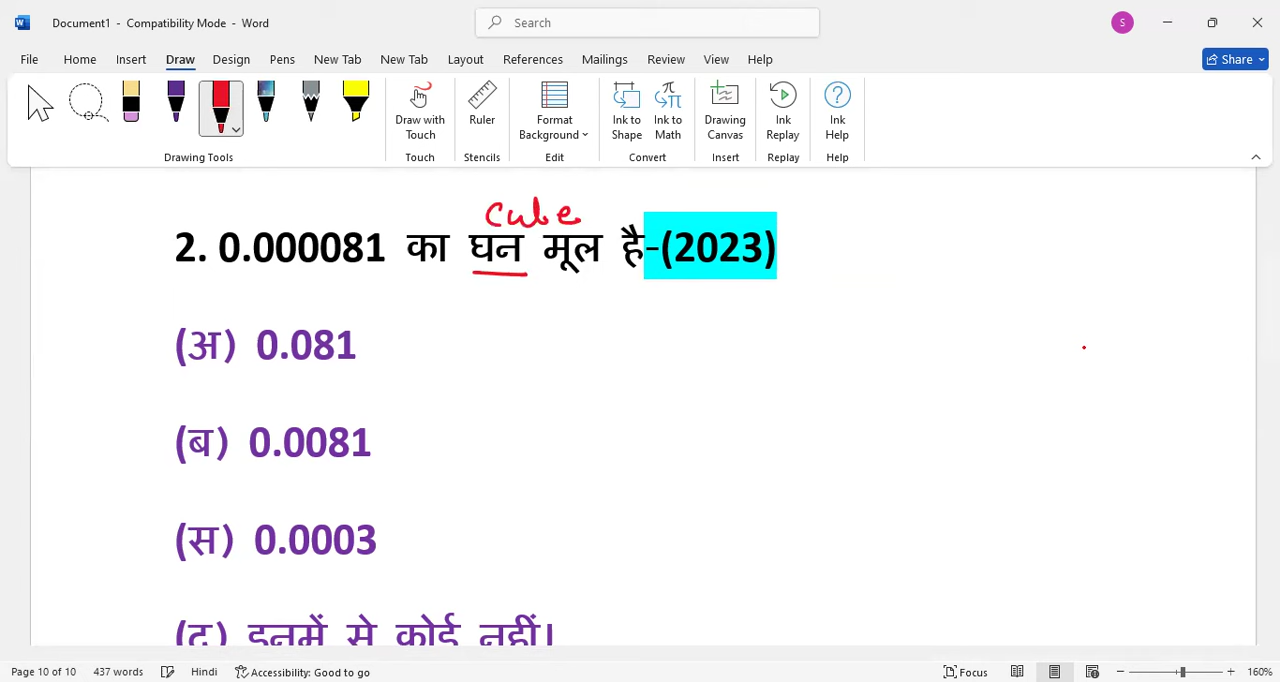 Document1 - Compatibility Mode - Word
Search
S
File Home Insert Draw Design Pens New Tab New Tab Layout References Mailings Review View Help
Share
Draw with Touch
Ruler
Format Background
Ink to Shape
Ink to Math
Drawing Canvas
Ink Replay
Ink Help
Drawing Tools Touch Stencils Edit Convert Insert Replay Help
Cube
2. 0.000081 का घन मूल है-(2023)
(अ) 0.081
(ब) 0.0081
(स) 0.0003
(द) इनमें से कोई नहीं।
Page 10 of 10 437 words Hindi Accessibility: Good to go Focus 160%